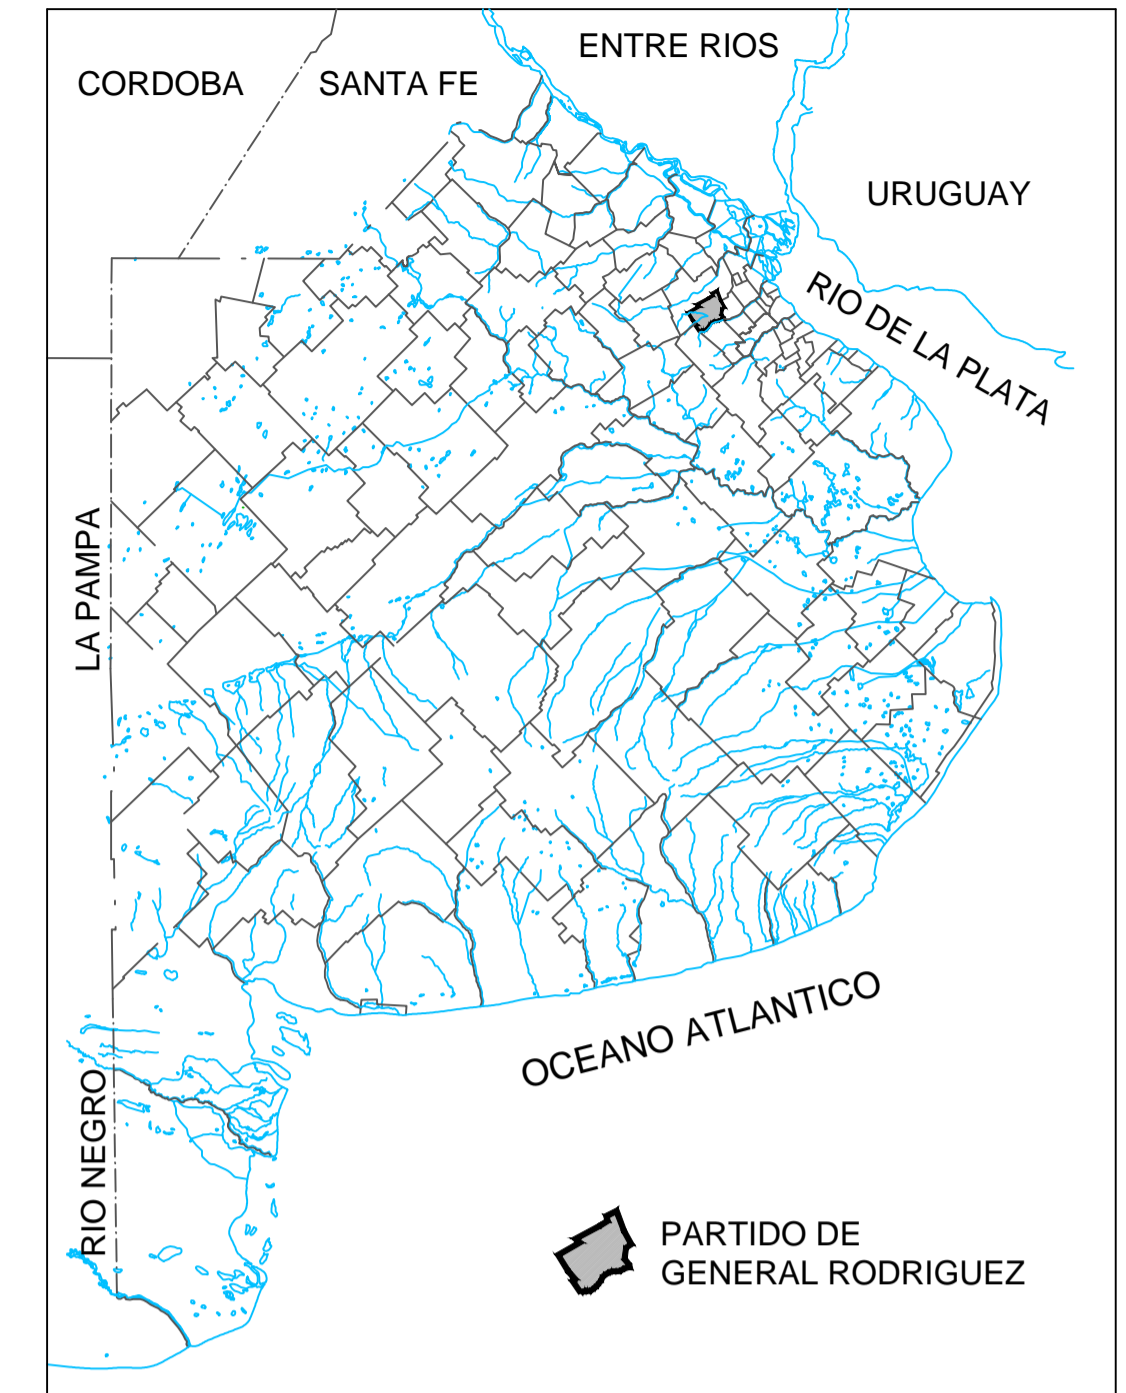 ENTRE RIOS
CORDOBA
SANTA FE
URUGUAY
RIO DE LA PLATA
LA PAMPA
OCEANO ATLANTICO
RIO NEGRO
PARTIDO DE
GENERAL RODRIGUEZ